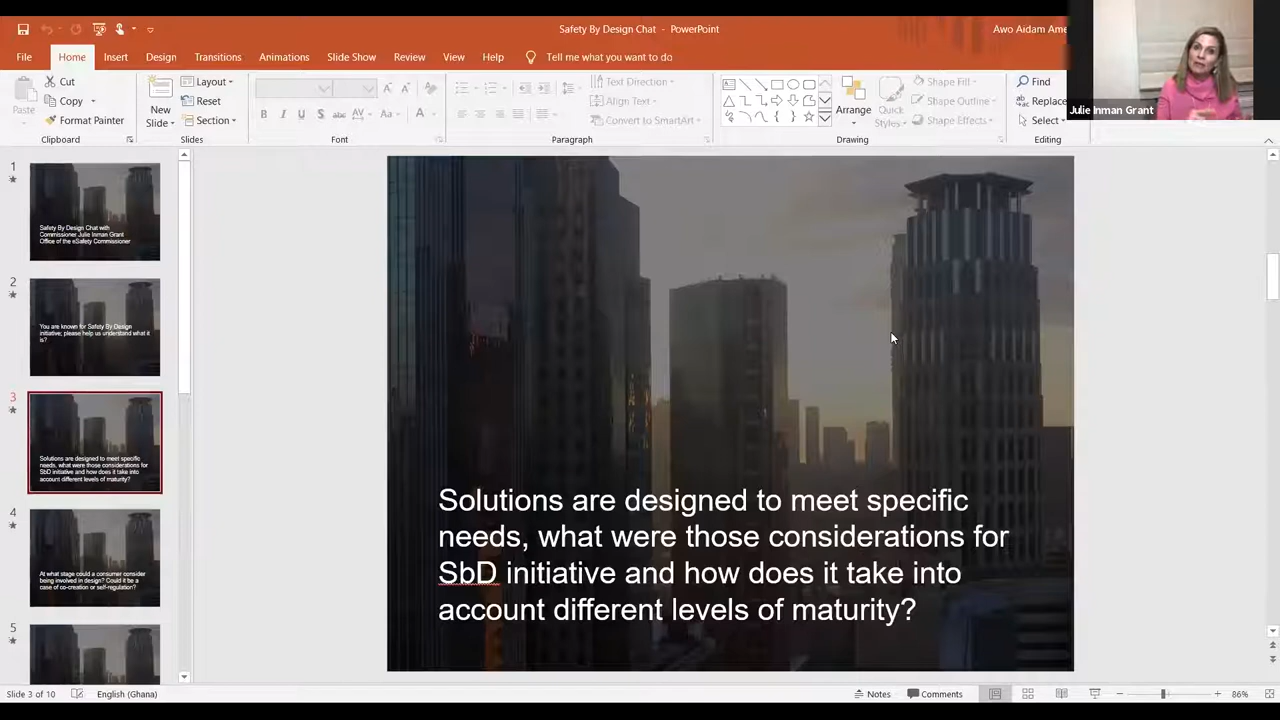 Safety By Design Chat - PowerPoint
Awo Aidam Ame
Julie Inman Grant
File
Home
Insert
Design
Transitions
Animations
Slide Show
Review
View
Help
Tell me what you want to do
Paste
Cut
Copy
Format Painter
Clipboard
New
Slide
Layout
Reset
Section
Slides
B I U S abc AV Aa A
Font
Text Direction
Align Text
Convert to SmartArt
Paragraph
Arrange
Quick
Styles
Shape Fill
Shape Outline
Shape Effects
Drawing
Find
Replace
Select
Editing
1
Safety By Design Chat with
Commissioner Julie Inman Grant
Office of the eSafety Commissioner
2
You are known for Safety By Design
initiative; please help us understand what it
is?
3
Solutions are designed to meet specific
needs, what were those considerations for
SbD initiative and how does it take into
account different levels of maturity?
4
At what stage could a consumer consider
being involved in design? Could it be a
case of co-creation or self-regulation?
5
Solutions are designed to meet specific
needs, what were those considerations for
SbD initiative and how does it take into
account different levels of maturity?
Slide 3 of 10
English (Ghana)
Notes
Comments
86%